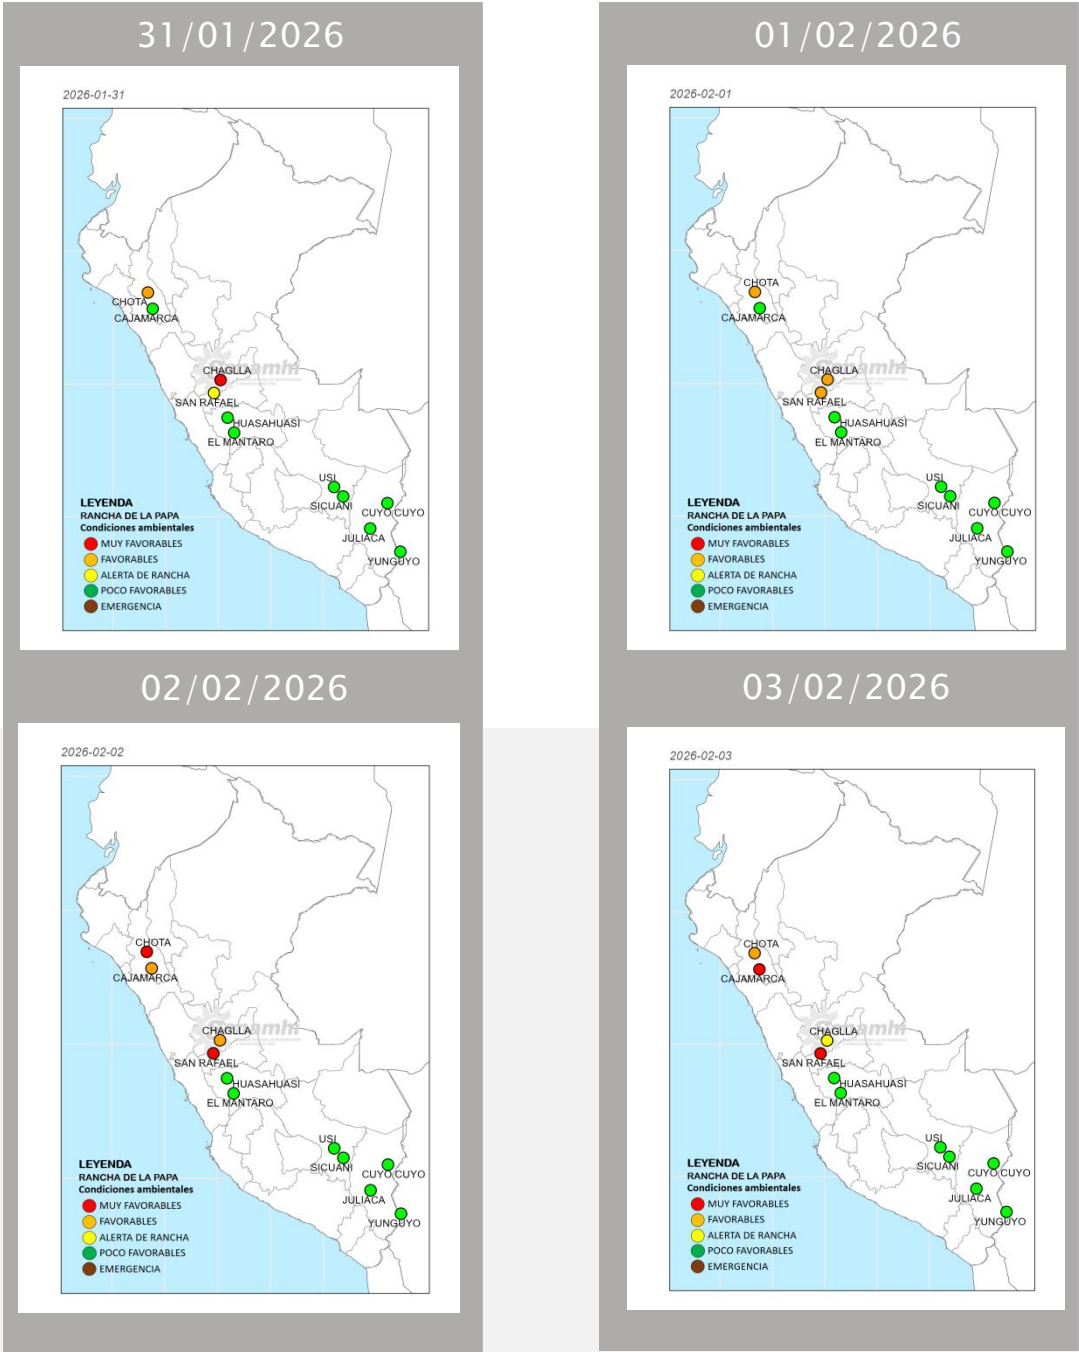 31/01/2026
2026-01-31
CHOTA
CAJAMARCA
Senamhi
CHAGLLA
SAN RAFAEL
HUASAHUASI
EL MANTARO
USI
SICUANI
CUYO CUYO
JULIACA
YUNGUYO
LEYENDA
RANCHA DE LA PAPA
Condiciones ambientales
MUY FAVORABLES
FAVORABLES
ALERTA DE RANCHA
POCO FAVORABLES
EMERGENCIA
01/02/2026
2026-02-01
CHOTA
CAJAMARCA
Senamhi
CHAGLLA
SAN RAFAEL
HUASAHUASI
EL MANTARO
USI
SICUANI
CUYO CUYO
JULIACA
YUNGUYO
LEYENDA
RANCHA DE LA PAPA
Condiciones ambientales
MUY FAVORABLES
FAVORABLES
ALERTA DE RANCHA
POCO FAVORABLES
EMERGENCIA
02/02/2026
2026-02-02
CHOTA
CAJAMARCA
Senamhi
CHAGLLA
SAN RAFAEL
HUASAHUASI
EL MANTARO
USI
SICUANI
CUYO CUYO
JULIACA
YUNGUYO
LEYENDA
RANCHA DE LA PAPA
Condiciones ambientales
MUY FAVORABLES
FAVORABLES
ALERTA DE RANCHA
POCO FAVORABLES
EMERGENCIA
03/02/2026
2026-02-03
CHOTA
CAJAMARCA
Senamhi
CHAGLLA
SAN RAFAEL
HUASAHUASI
EL MANTARO
USI
SICUANI
CUYO CUYO
JULIACA
YUNGUYO
LEYENDA
RANCHA DE LA PAPA
Condiciones ambientales
MUY FAVORABLES
FAVORABLES
ALERTA DE RANCHA
POCO FAVORABLES
EMERGENCIA